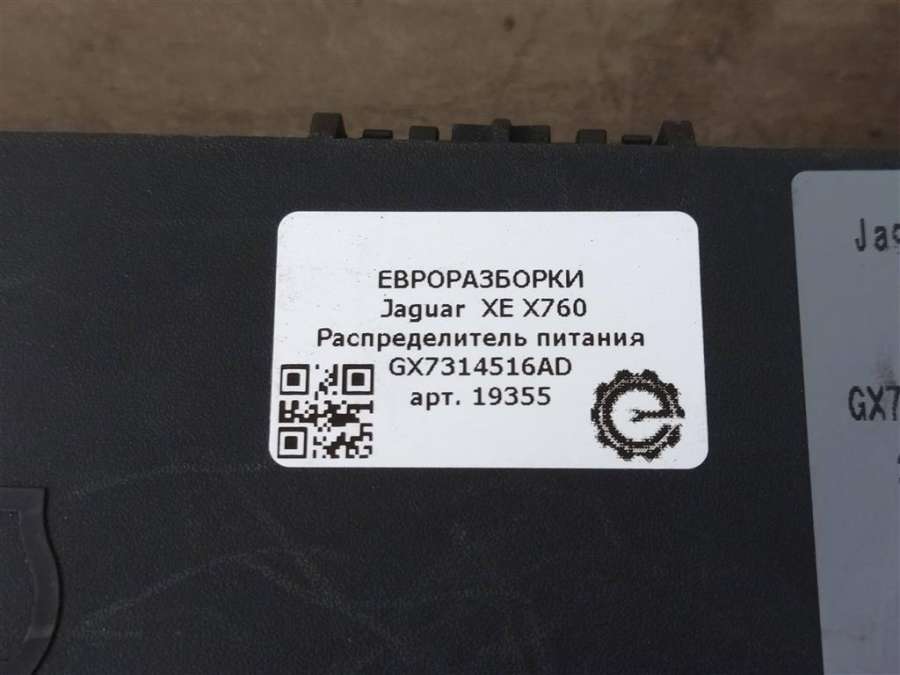 ЕВРОРАЗБОРКИ
Jaguar XE X760
Распределитель питания
GX7314516AD
арт. 19355